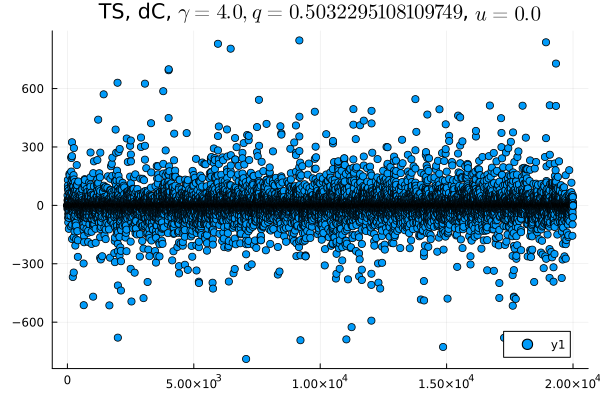 TS, dC, γ = 4.0, q = 0.5032295108109749, u = 0.0
600
300
0
−300
−600
y1
0 5.00×10³ 1.00×10⁴ 1.50×10⁴ 2.00×10⁴